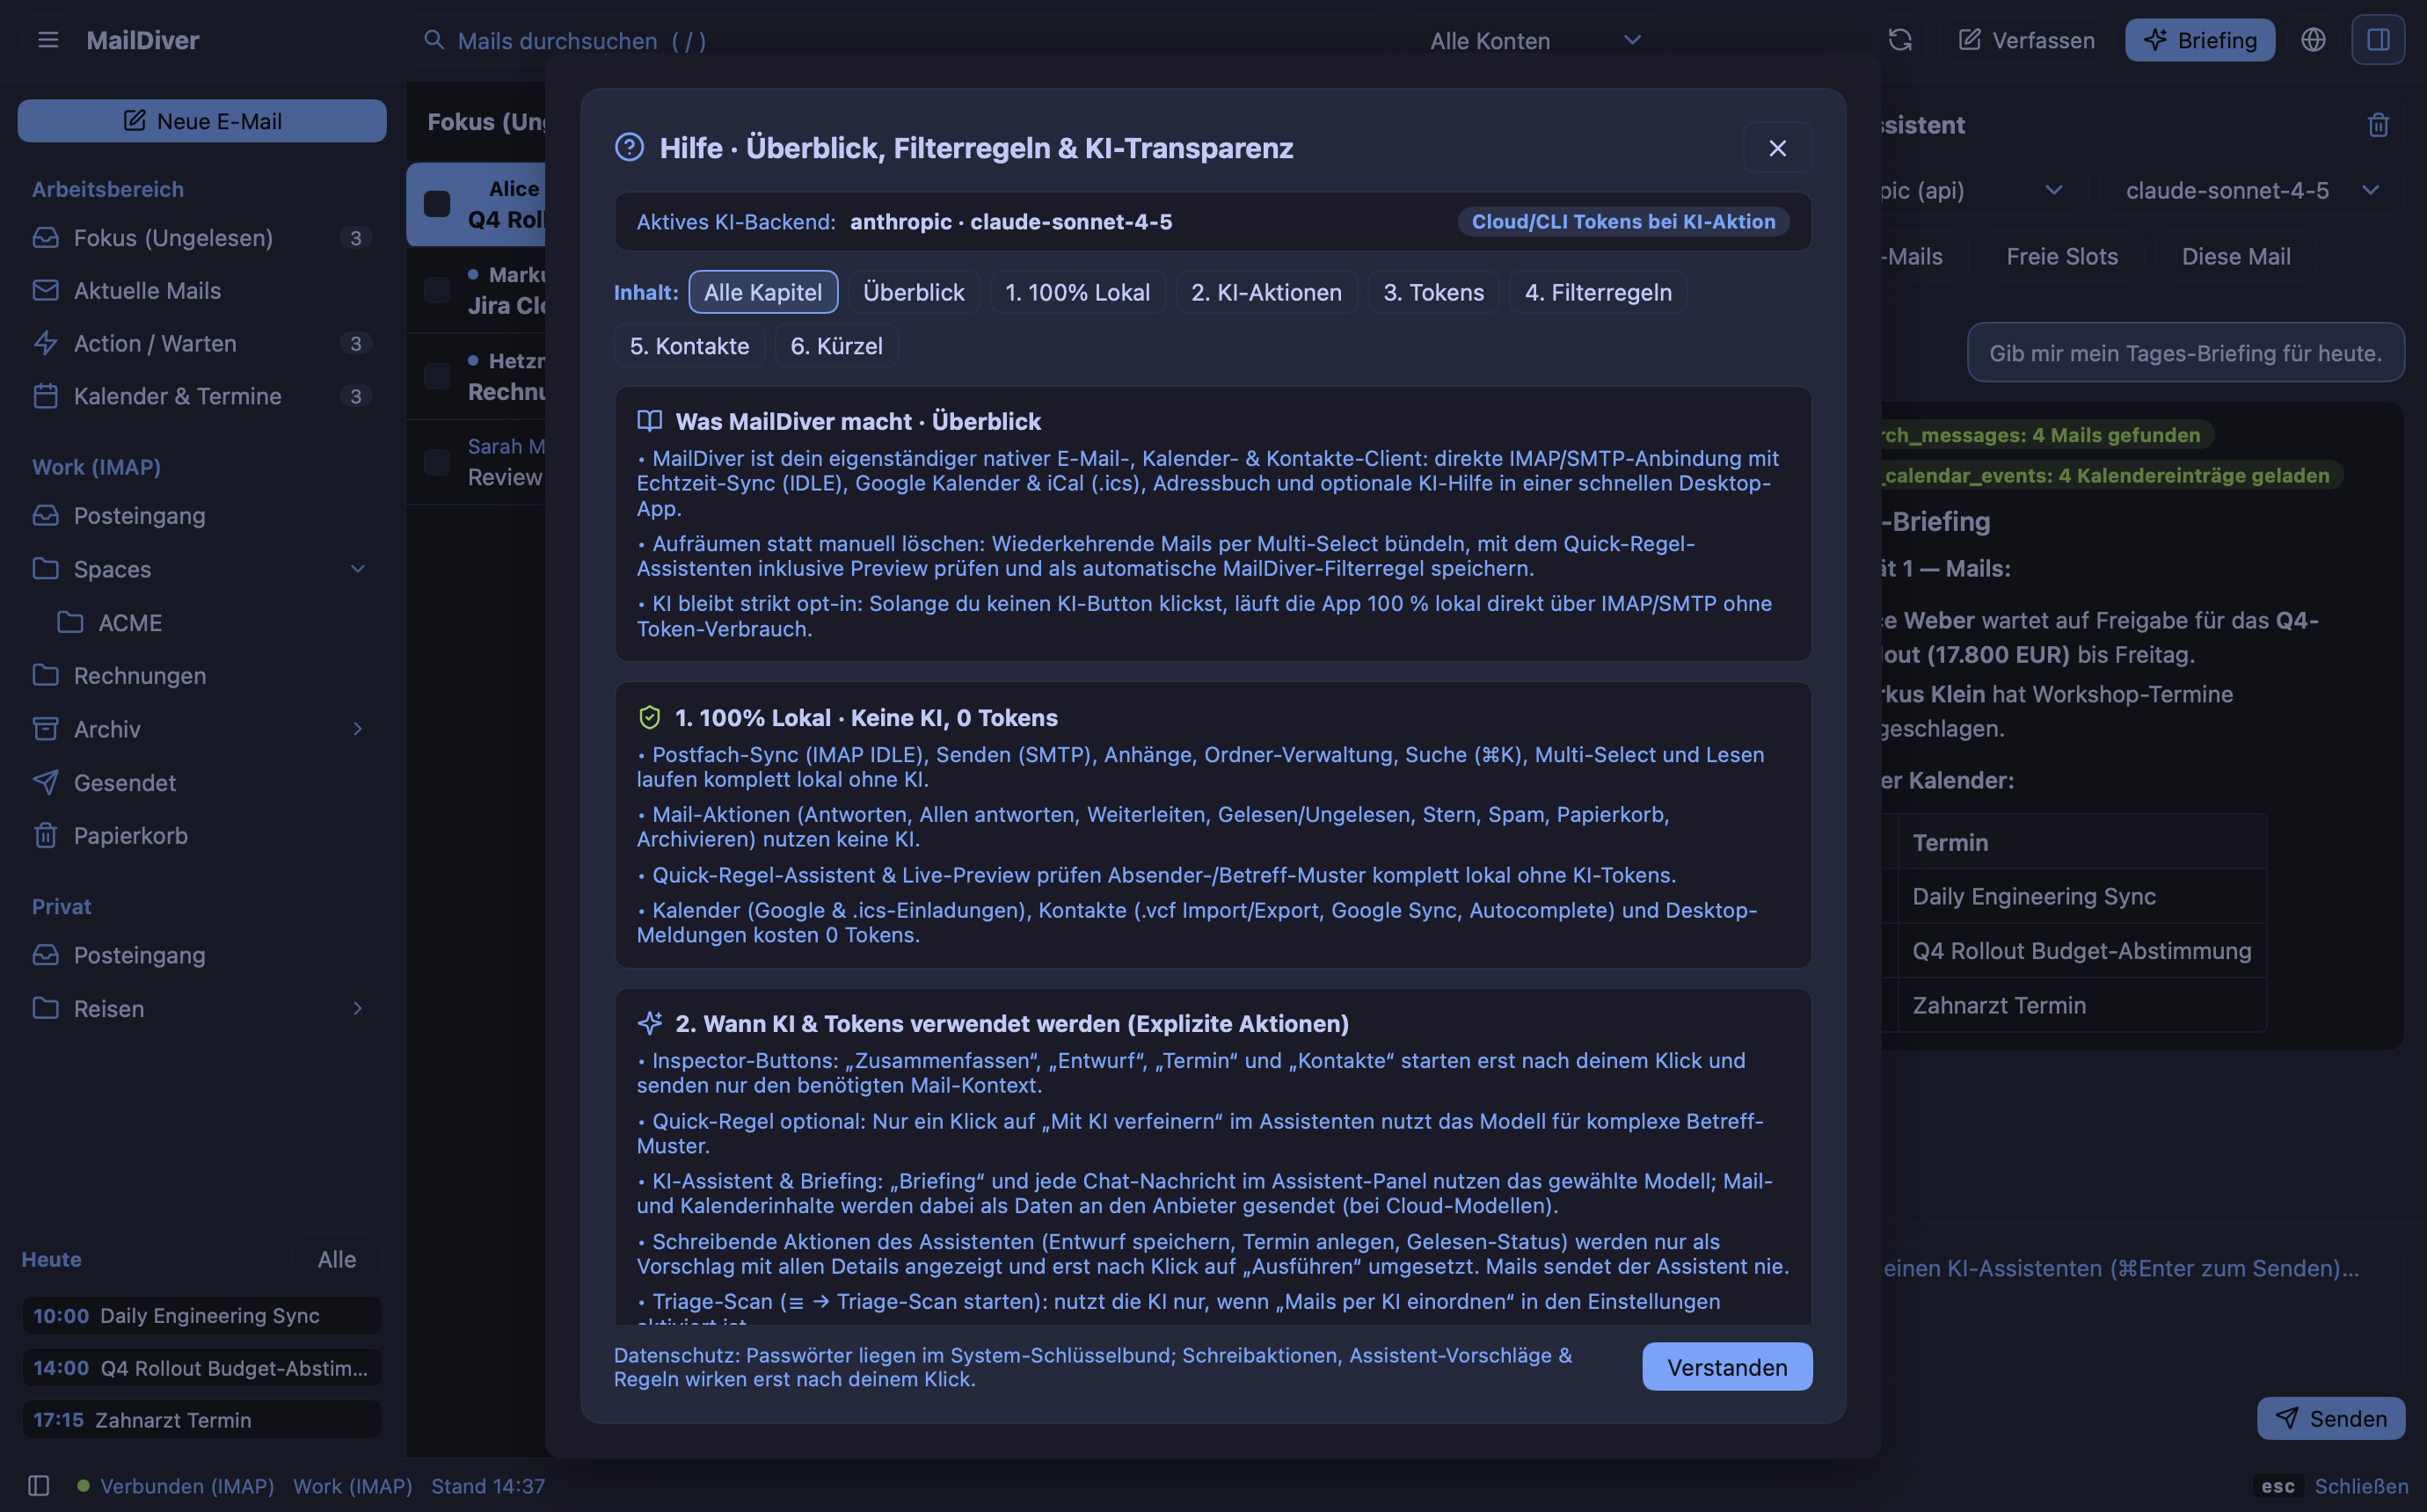 MailDiver
Mails durchsuchen ( / )
Alle Konten
Verfassen
Briefing
Neue E-Mail
Arbeitsbereich
Fokus (Ungelesen) 3
Aktuelle Mails
Action / Warten 3
Kalender & Termine 3
Work (IMAP)
Posteingang
Spaces
ACME
Rechnungen
Archiv
Gesendet
Papierkorb
Privat
Posteingang
Reisen
Heute Alle
10:00 Daily Engineering Sync
14:00 Q4 Rollout Budget-Abstim...
17:15 Zahnarzt Termin
Verbunden (IMAP) Work (IMAP) Stand 14:37
Fokus (Ung
Alice
Q4 Roll
Marku
Jira Clo
Hetzn
Rechnu
Sarah M
Review
Hilfe · Überblick, Filterregeln & KI-Transparenz
Aktives KI-Backend: anthropic · claude-sonnet-4-5
Cloud/CLI Tokens bei KI-Aktion
Inhalt: Alle Kapitel Überblick 1. 100% Lokal 2. KI-Aktionen 3. Tokens 4. Filterregeln
5. Kontakte 6. Kürzel
Was MailDiver macht · Überblick
• MailDiver ist dein eigenständiger nativer E-Mail-, Kalender- & Kontakte-Client: direkte IMAP/SMTP-Anbindung mit
Echtzeit-Sync (IDLE), Google Kalender & iCal (.ics), Adressbuch und optionale KI-Hilfe in einer schnellen Desktop-
App.
• Aufräumen statt manuell löschen: Wiederkehrende Mails per Multi-Select bündeln, mit dem Quick-Regel-
Assistenten inklusive Preview prüfen und als automatische MailDiver-Filterregel speichern.
• KI bleibt strikt opt-in: Solange du keinen KI-Button klickst, läuft die App 100 % lokal direkt über IMAP/SMTP ohne
Token-Verbrauch.
1. 100% Lokal · Keine KI, 0 Tokens
• Postfach-Sync (IMAP IDLE), Senden (SMTP), Anhänge, Ordner-Verwaltung, Suche (⌘K), Multi-Select und Lesen
laufen komplett lokal ohne KI.
• Mail-Aktionen (Antworten, Allen antworten, Weiterleiten, Gelesen/Ungelesen, Stern, Spam, Papierkorb,
Archivieren) nutzen keine KI.
• Quick-Regel-Assistent & Live-Preview prüfen Absender-/Betreff-Muster komplett lokal ohne KI-Tokens.
• Kalender (Google & .ics-Einladungen), Kontakte (.vcf Import/Export, Google Sync, Autocomplete) und Desktop-
Meldungen kosten 0 Tokens.
2. Wann KI & Tokens verwendet werden (Explizite Aktionen)
• Inspector-Buttons: „Zusammenfassen“, „Entwurf“, „Termin“ und „Kontakte“ starten erst nach deinem Klick und
senden nur den benötigten Mail-Kontext.
• Quick-Regel optional: Nur ein Klick auf „Mit KI verfeinern“ im Assistenten nutzt das Modell für komplexe Betreff-
Muster.
• KI-Assistent & Briefing: „Briefing“ und jede Chat-Nachricht im Assistent-Panel nutzen das gewählte Modell; Mail-
und Kalenderinhalte werden dabei als Daten an den Anbieter gesendet (bei Cloud-Modellen).
• Schreibende Aktionen des Assistenten (Entwurf speichern, Termin anlegen, Gelesen-Status) werden nur als
Vorschlag mit allen Details angezeigt und erst nach Klick auf „Ausführen“ umgesetzt. Mails sendet der Assistent nie.
• Triage-Scan (≡ → Triage-Scan starten): nutzt die KI nur, wenn „Mails per KI einordnen“ in den Einstellungen
Datenschutz: Passwörter liegen im System-Schlüsselbund; Schreibaktionen, Assistent-Vorschläge &
Regeln wirken erst nach deinem Klick.
Verstanden
ssistent
pic (api) claude-sonnet-4-5
-Mails Freie Slots Diese Mail
Gib mir mein Tages-Briefing für heute.
rch_messages: 4 Mails gefunden
_calendar_events: 4 Kalendereinträge geladen
-Briefing
ät 1 — Mails:
ce Weber wartet auf Freigabe für das Q4-
lout (17.800 EUR) bis Freitag.
rkus Klein hat Workshop-Termine
geschlagen.
er Kalender:
Termin
Daily Engineering Sync
Q4 Rollout Budget-Abstimmung
Zahnarzt Termin
einen KI-Assistenten (⌘Enter zum Senden)...
Senden
esc Schließen